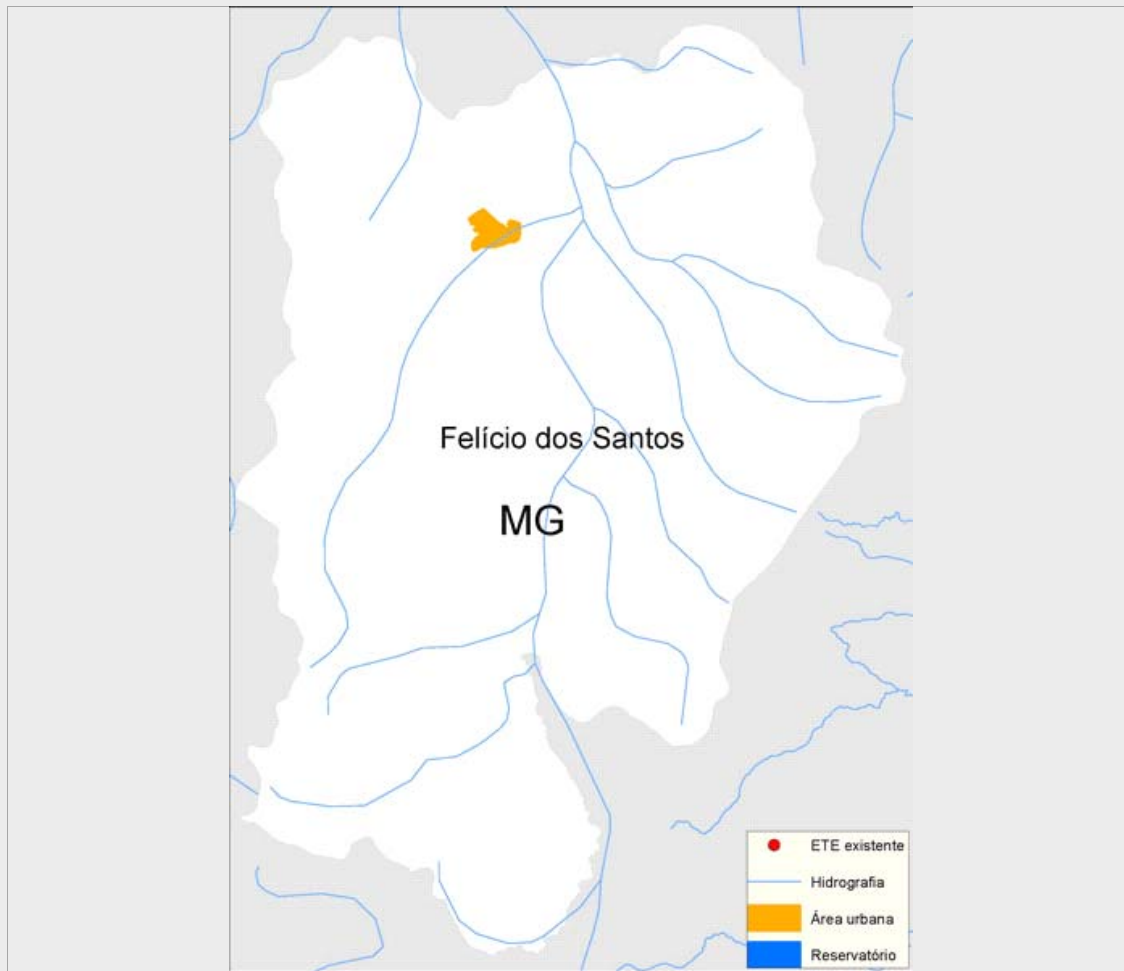 Felício dos Santos
MG
ETE existente
Hidrografia
Área urbana
Reservatório